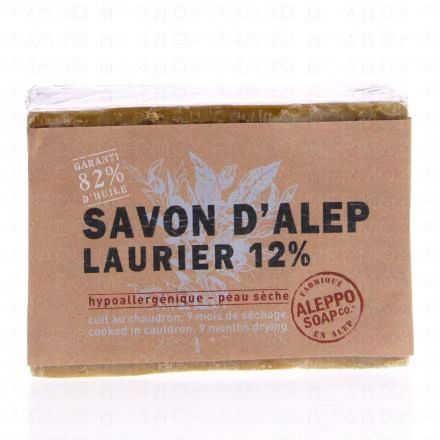 GARANTI
82%
D'HUILE
SAVON D'ALEP
LAURIER 12%
hypoallergénique - peau sèche
cuit au chaudron, 9 mois de séchage
cooked in cauldron, 9 months drying
FABRIQUÉ
ALEPPO
SOAP CO.
EN ALEP